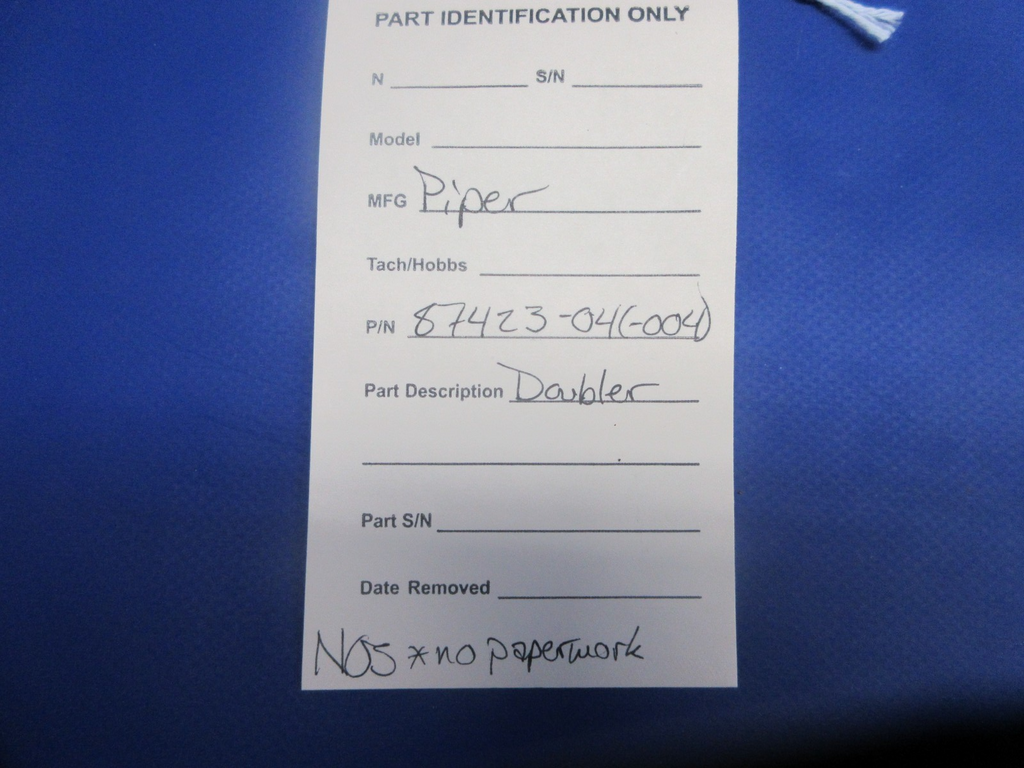 PART IDENTIFICATION ONLY
N S/N
Model
MFG Piper
Tach/Hobbs
P/N 87423-04(-004)
Part Description Doubler
Part S/N
Date Removed
NOS *no paperwork